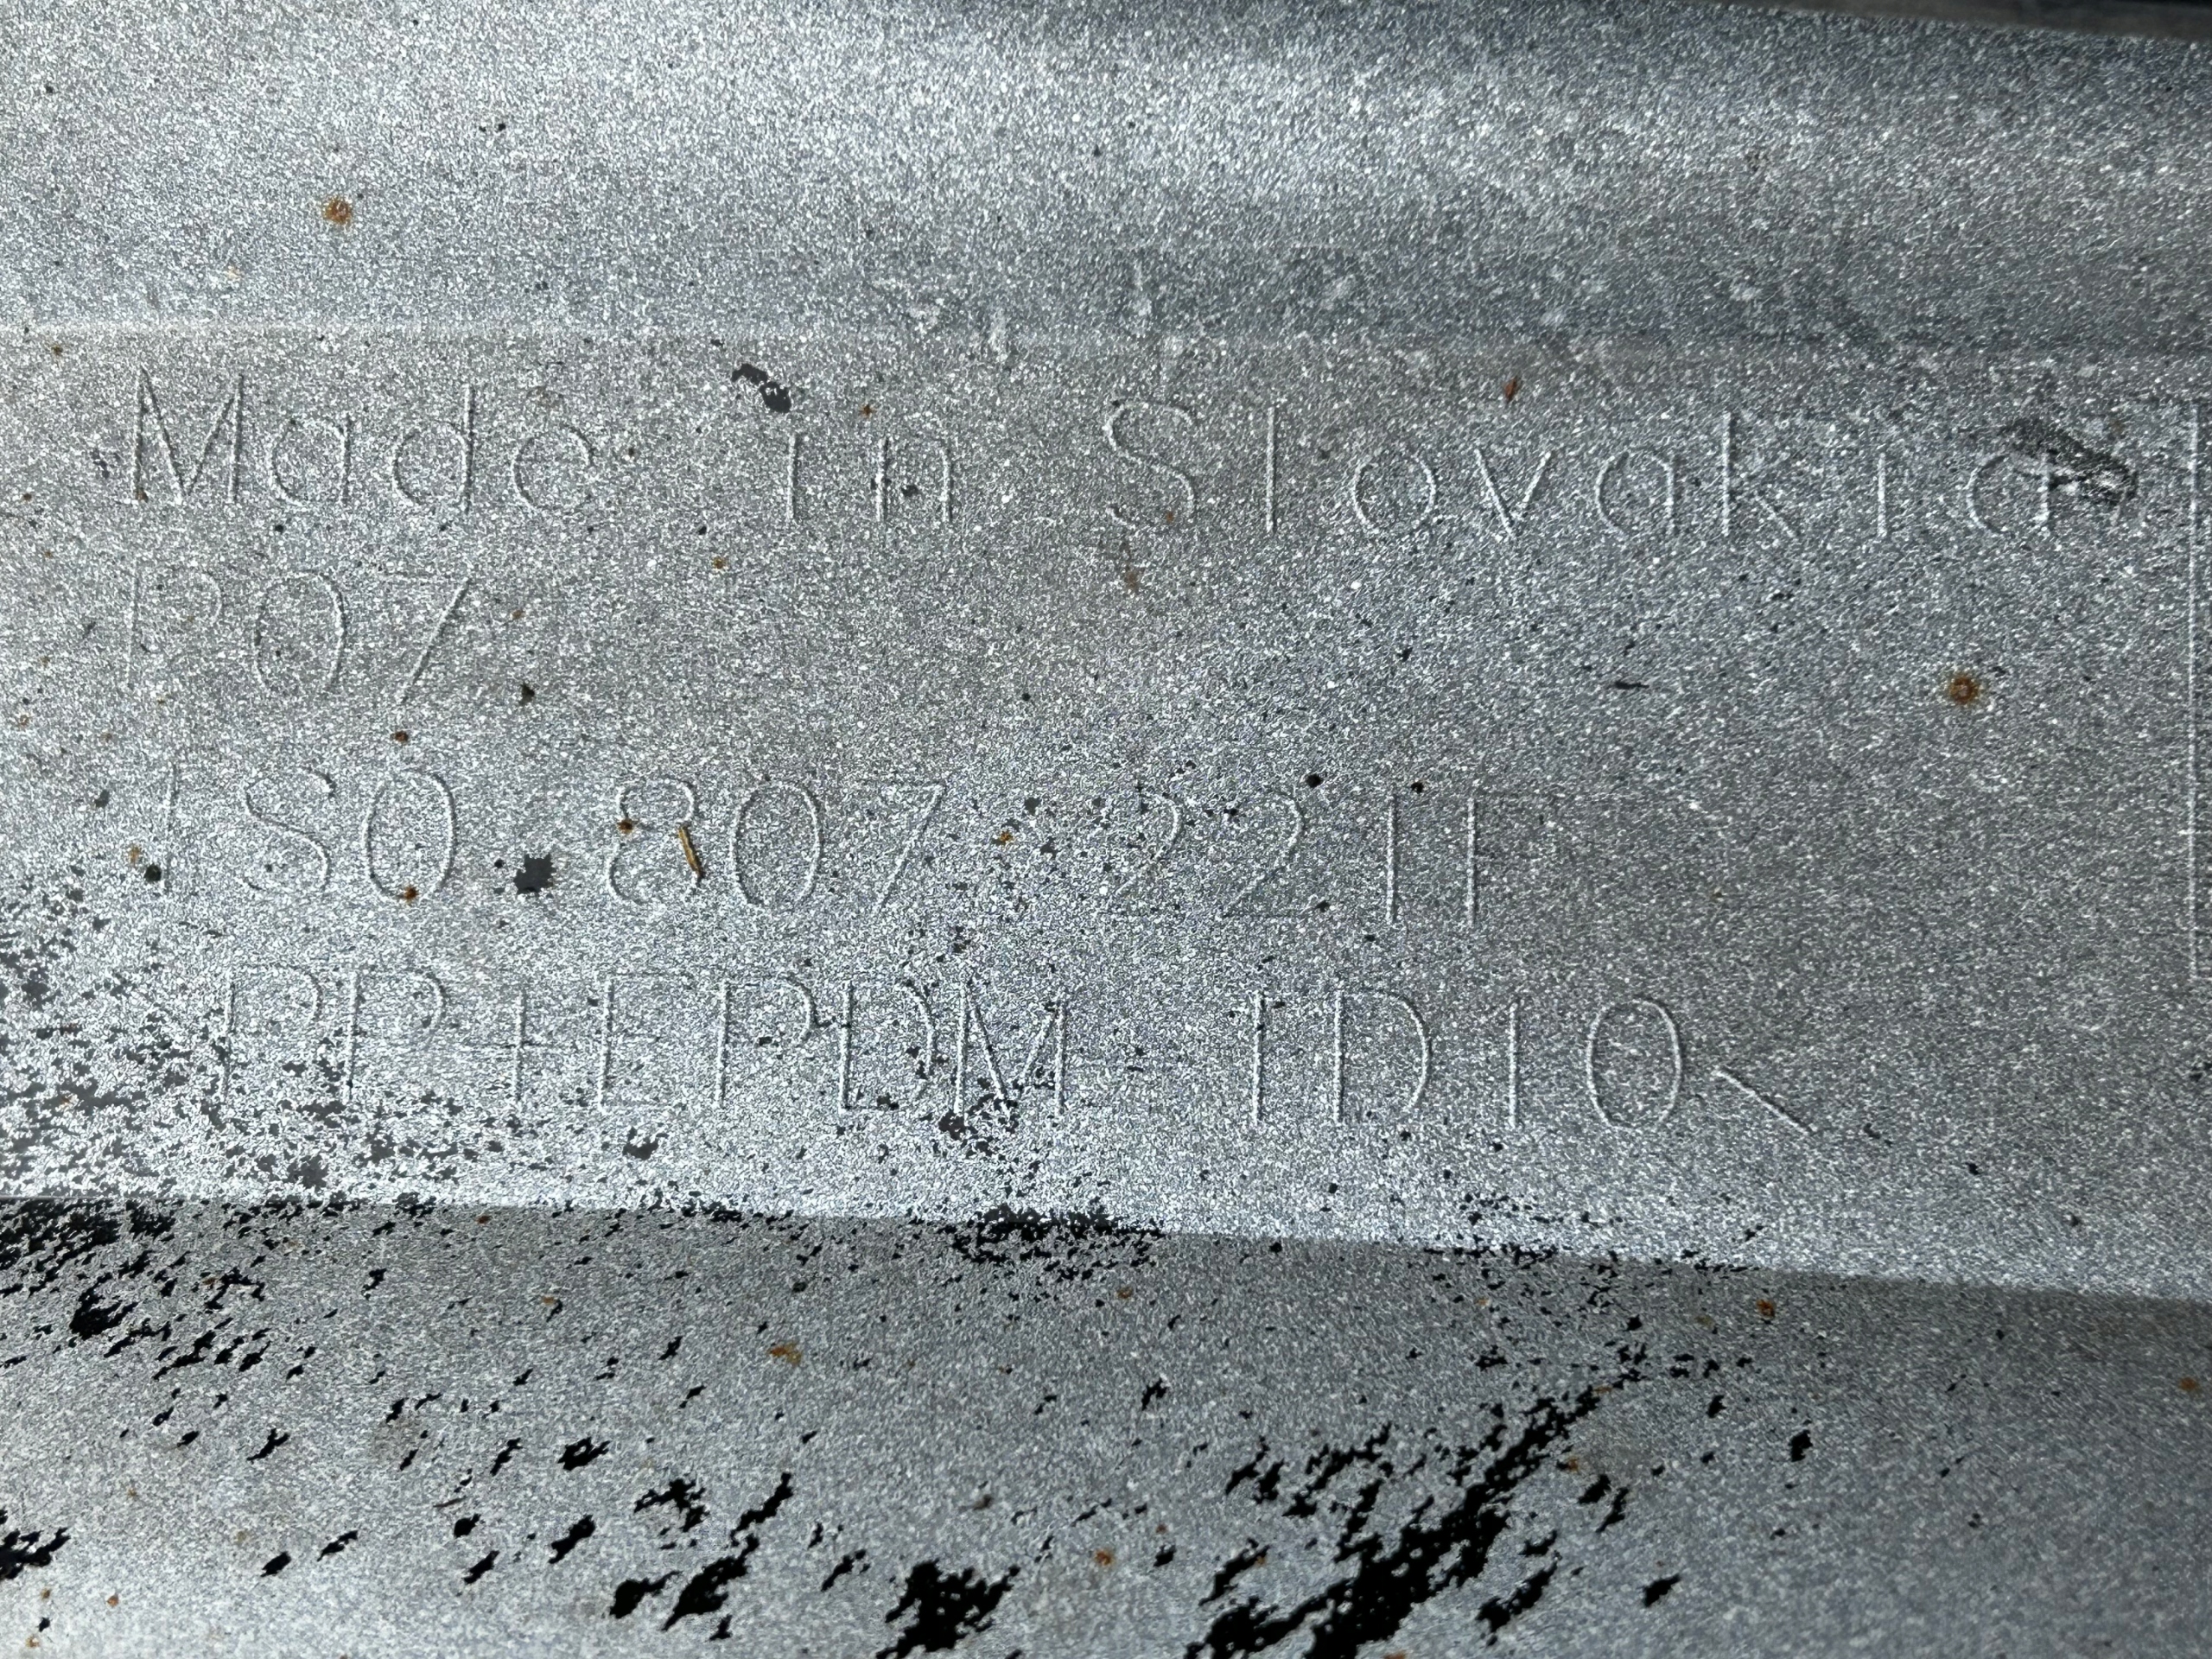 Made in Slovakia
P07
1S0 807 221
PP+EPDM TD10<